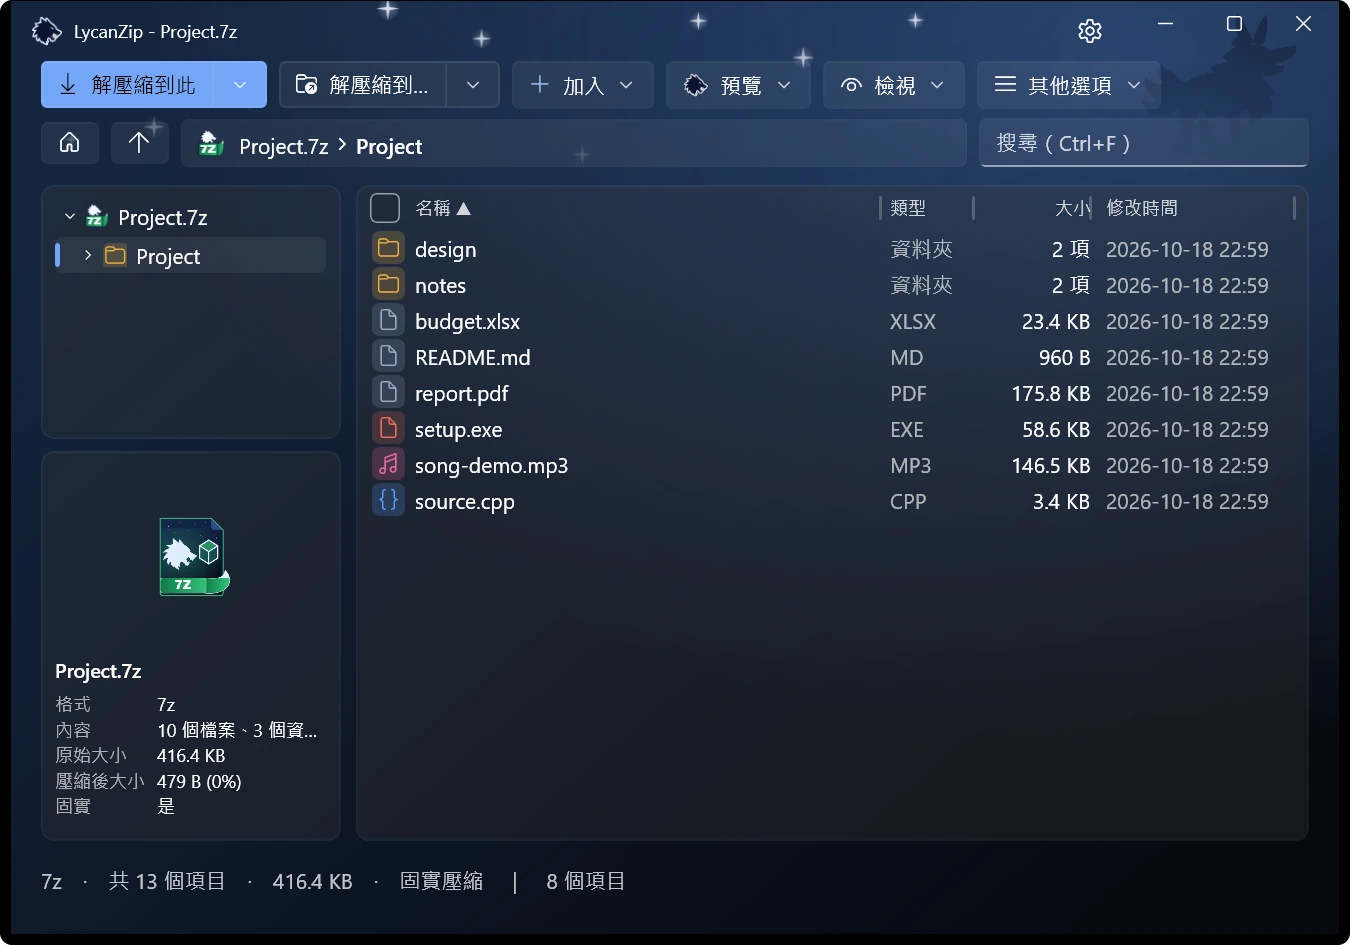 LycanZip - Project.7z
解壓縮到此 解壓縮到... 加入 預覽 檢視 其他選項
Project.7z > Project 搜尋 ( Ctrl+F )
Project.7z
Project
名稱 ▲ 類型 大小 修改時間
design 資料夾 2 項 2026-10-18 22:59
notes 資料夾 2 項 2026-10-18 22:59
budget.xlsx XLSX 23.4 KB 2026-10-18 22:59
README.md MD 960 B 2026-10-18 22:59
report.pdf PDF 175.8 KB 2026-10-18 22:59
setup.exe EXE 58.6 KB 2026-10-18 22:59
song-demo.mp3 MP3 146.5 KB 2026-10-18 22:59
source.cpp CPP 3.4 KB 2026-10-18 22:59
7Z
Project.7z
格式 7z
內容 10 個檔案、3 個資...
原始大小 416.4 KB
壓縮後大小 479 B (0%)
固實 是
7z · 共 13 個項目 · 416.4 KB · 固實壓縮 | 8 個項目